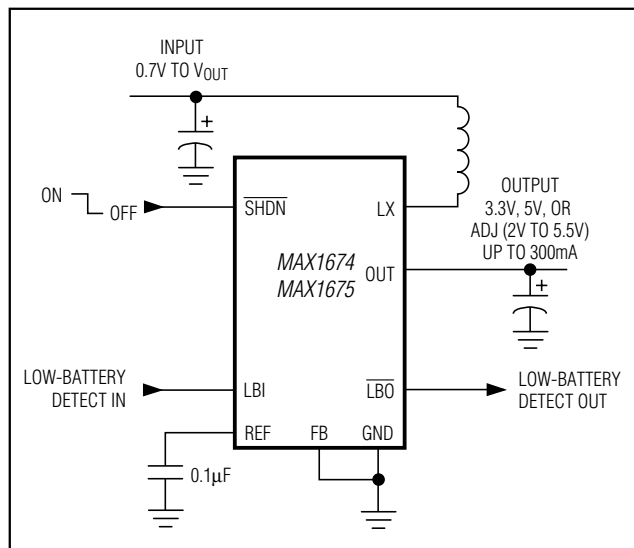 INPUT
0.7V TO VOUT
+
ON
OFF
SHDN
LX
OUTPUT
3.3V, 5V, OR
ADJ (2V TO 5.5V)
UP TO 300mA
MAX1674
MAX1675
OUT
+
LOW-BATTERY
DETECT IN
LBI
LBO
LOW-BATTERY
DETECT OUT
REF
FB
GND
0.1µF